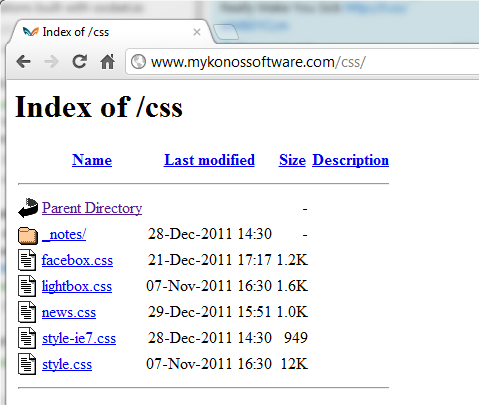 Index of /css
www.mykonossoftware.com/css/
Index of /css
Name Last modified Size Description
Parent Directory -
_notes/ 28-Dec-2011 14:30 -
facebox.css 21-Dec-2011 17:17 1.2K
lightbox.css 07-Nov-2011 16:30 1.6K
news.css 29-Dec-2011 15:51 1.0K
style-ie7.css 28-Dec-2011 14:30 949
style.css 07-Nov-2011 16:30 12K